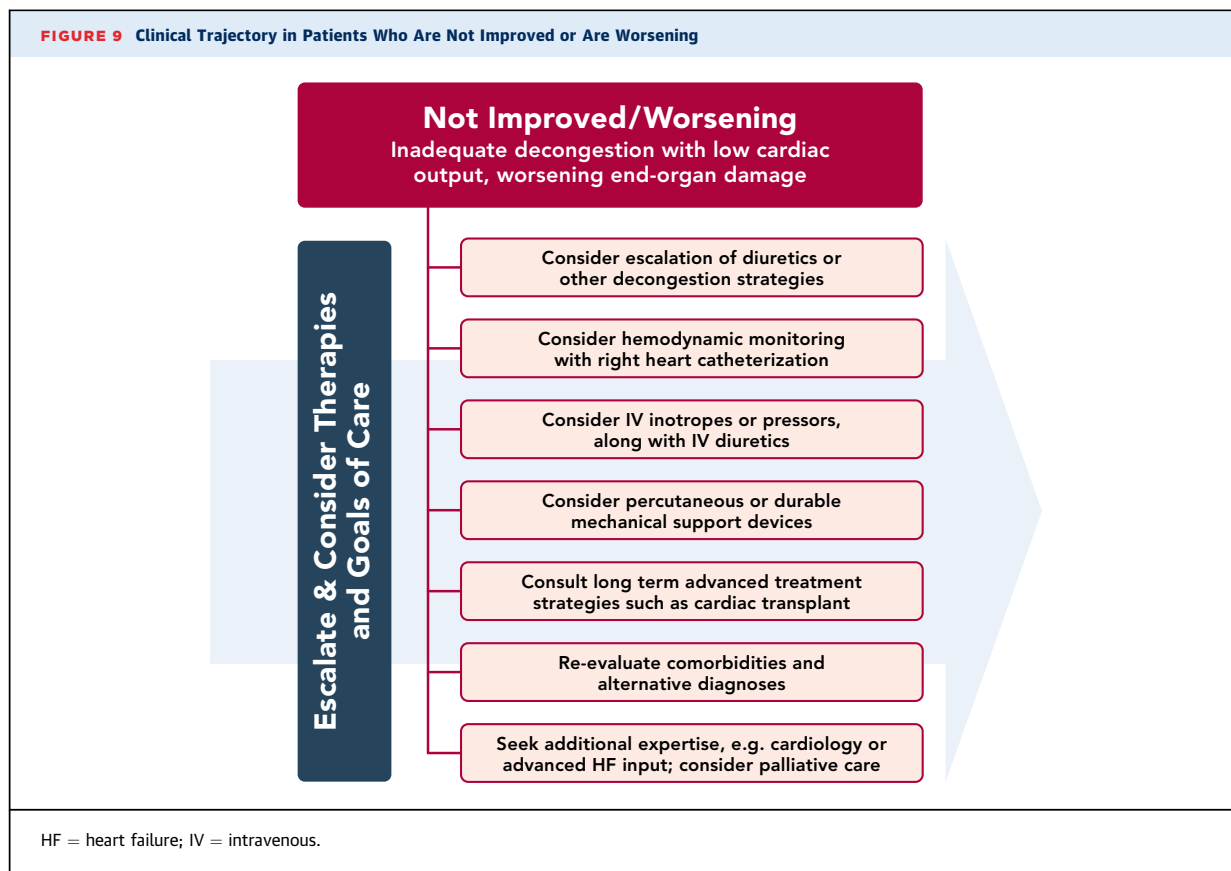 FIGURE 9 Clinical Trajectory in Patients Who Are Not Improved or Are Worsening
Not Improved/Worsening
Inadequate decongestion with low cardiac
output, worsening end-organ damage
Escalate & Consider Therapies
and Goals of Care
Consider escalation of diuretics or
other decongestion strategies
Consider hemodynamic monitoring
with right heart catheterization
Consider IV inotropes or pressors,
along with IV diuretics
Consider percutaneous or durable
mechanical support devices
Consult long term advanced treatment
strategies such as cardiac transplant
Re-evaluate comorbidities and
alternative diagnoses
Seek additional expertise, e.g. cardiology or
advanced HF input; consider palliative care
HF = heart failure; IV = intravenous.